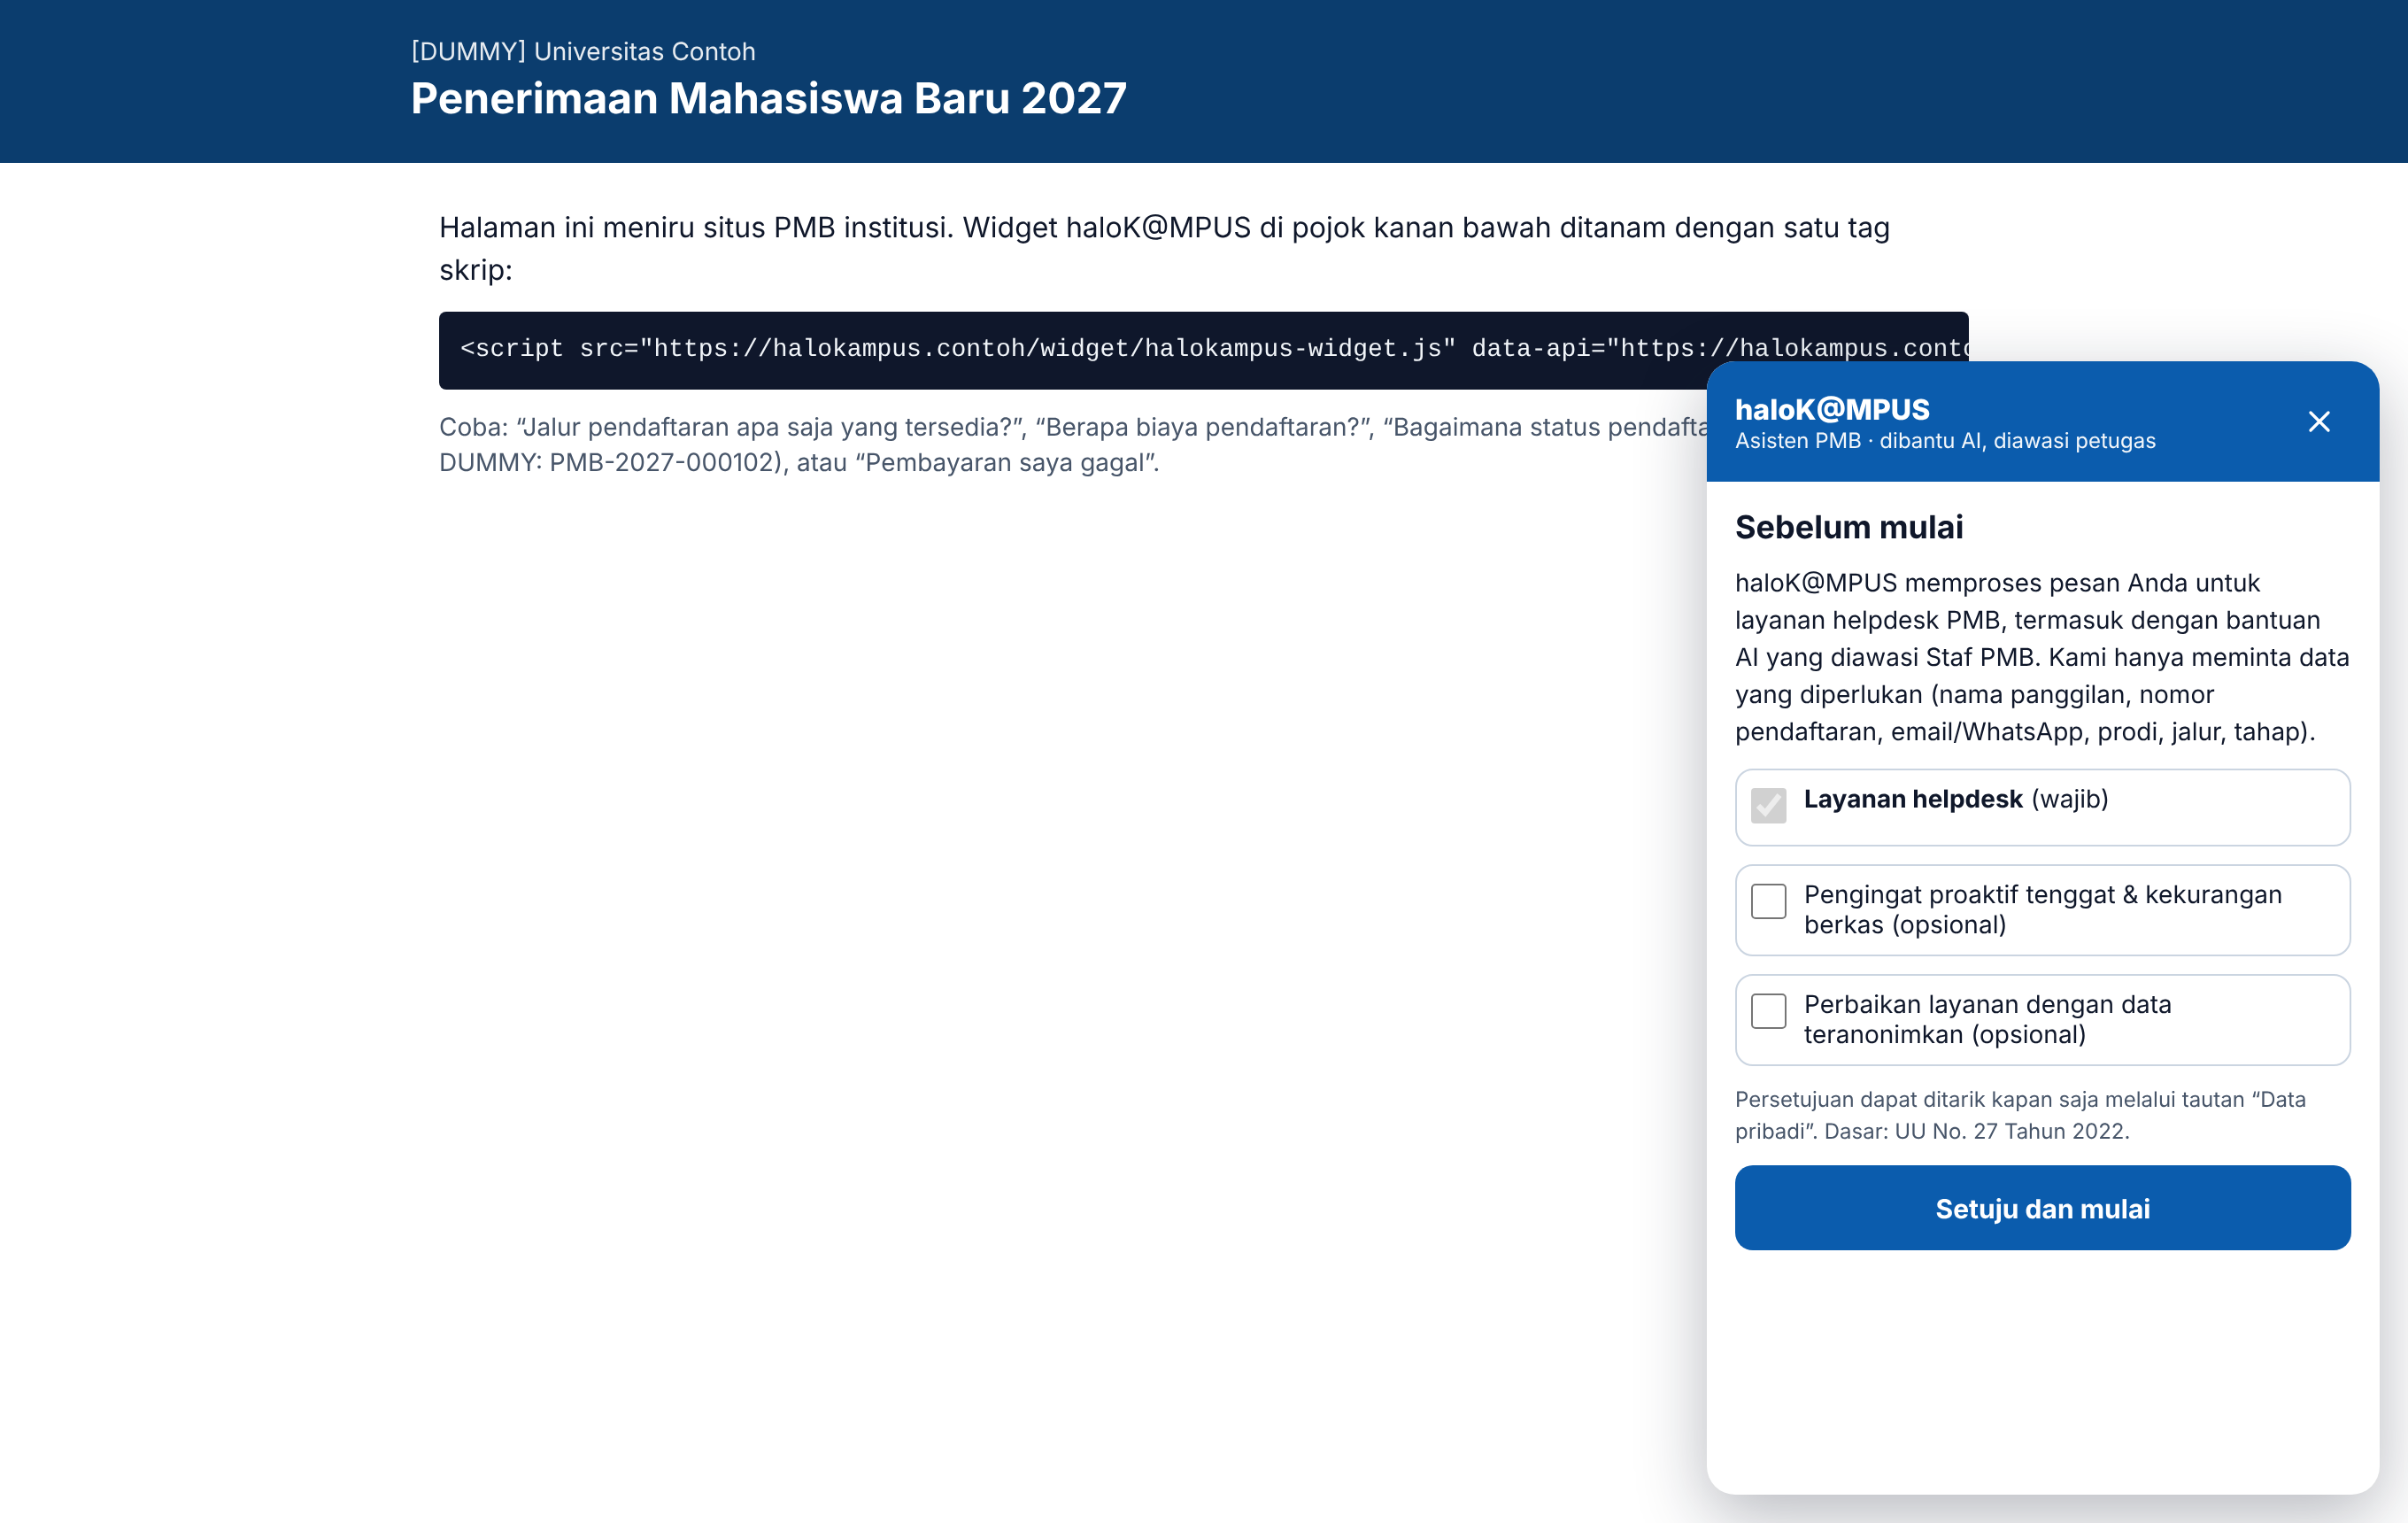 [DUMMY] Universitas Contoh
Penerimaan Mahasiswa Baru 2027
Halaman ini meniru situs PMB institusi. Widget haloK@MPUS di pojok kanan bawah ditanam dengan satu tag
skrip:
<script src="https://halokampus.contoh/widget/halokampus-widget.js" data-api="https://halokampus.conto
Coba: “Jalur pendaftaran apa saja yang tersedia?”, “Berapa biaya pendaftaran?”, “Bagaimana status pendafta
DUMMY: PMB-2027-000102), atau “Pembayaran saya gagal”.
haloK@MPUS
Asisten PMB · dibantu AI, diawasi petugas
Sebelum mulai
haloK@MPUS memproses pesan Anda untuk
layanan helpdesk PMB, termasuk dengan bantuan
AI yang diawasi Staf PMB. Kami hanya meminta data
yang diperlukan (nama panggilan, nomor
pendaftaran, email/WhatsApp, prodi, jalur, tahap).
Layanan helpdesk (wajib)
Pengingat proaktif tenggat & kekurangan
berkas (opsional)
Perbaikan layanan dengan data
teranonimkan (opsional)
Persetujuan dapat ditarik kapan saja melalui tautan “Data
pribadi”. Dasar: UU No. 27 Tahun 2022.
Setuju dan mulai